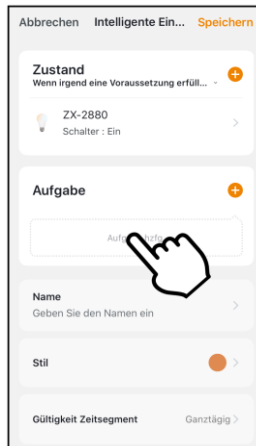 Abbrechen Intelligente Ein... Speichern
Zustand
Wenn irgend eine Voraussetzung erfüll...
ZX-2880
Schalter : Ein
Aufgabe
Name
Geben Sie den Namen ein
Stil
Gültigkeit Zeitsegment Ganztägig